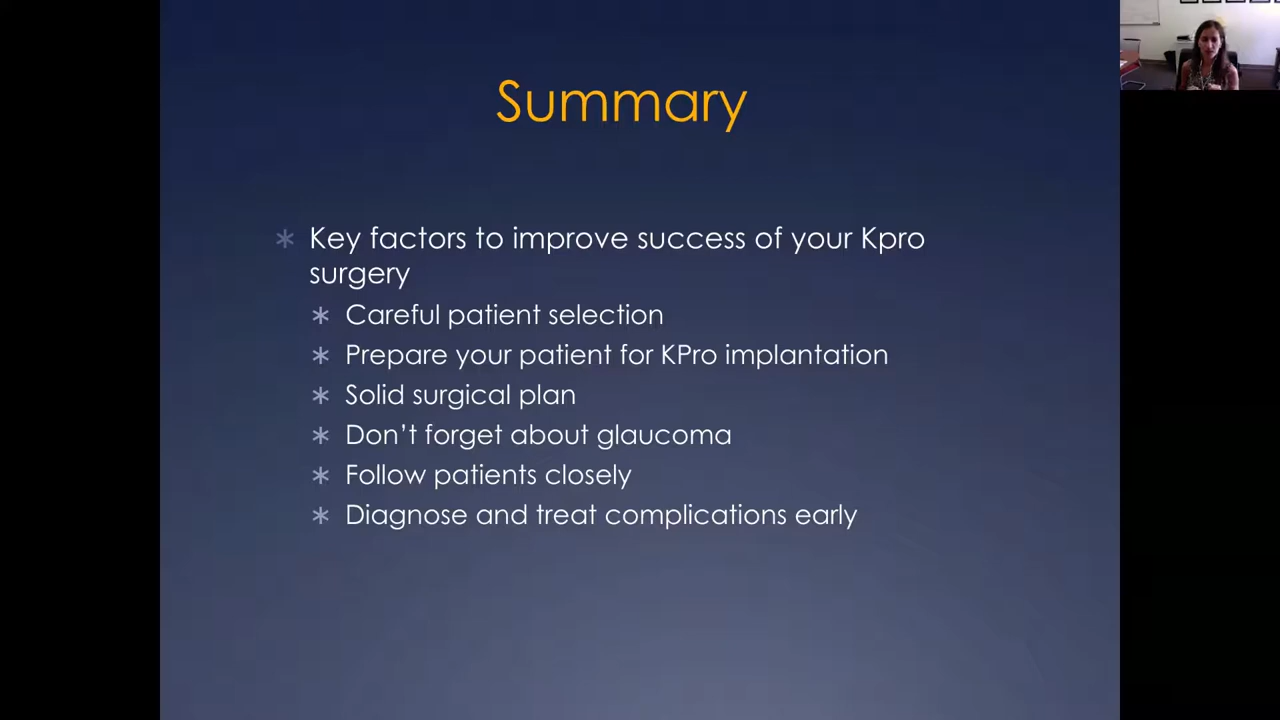 Summary
* Key factors to improve success of your Kpro
surgery
* Careful patient selection
* Prepare your patient for KPro implantation
* Solid surgical plan
* Don't forget about glaucoma
* Follow patients closely
* Diagnose and treat complications early